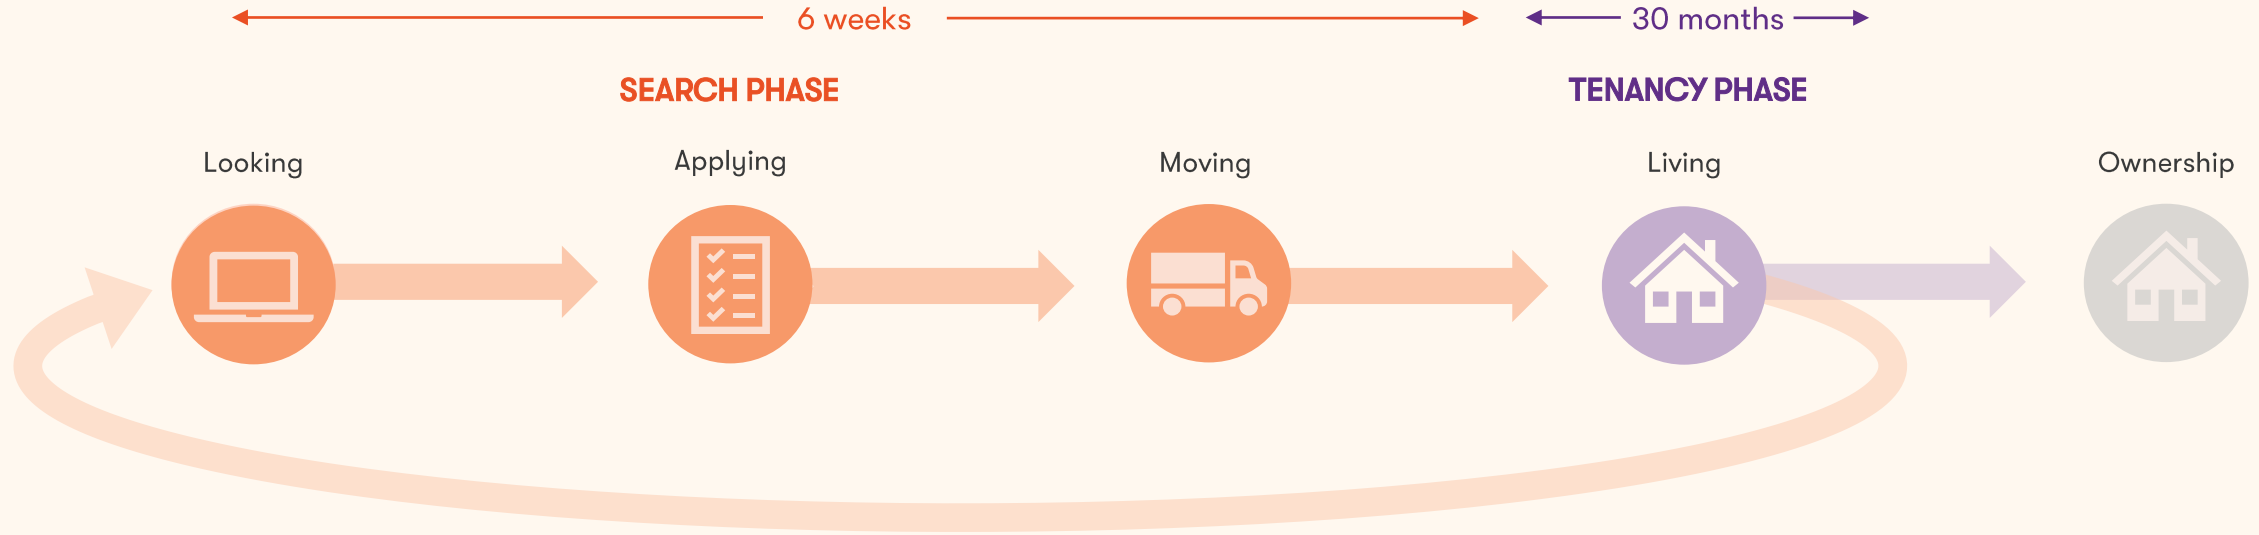 6 weeks
30 months
SEARCH PHASE
TENANCY PHASE
Looking
Applying
Moving
Living
Ownership